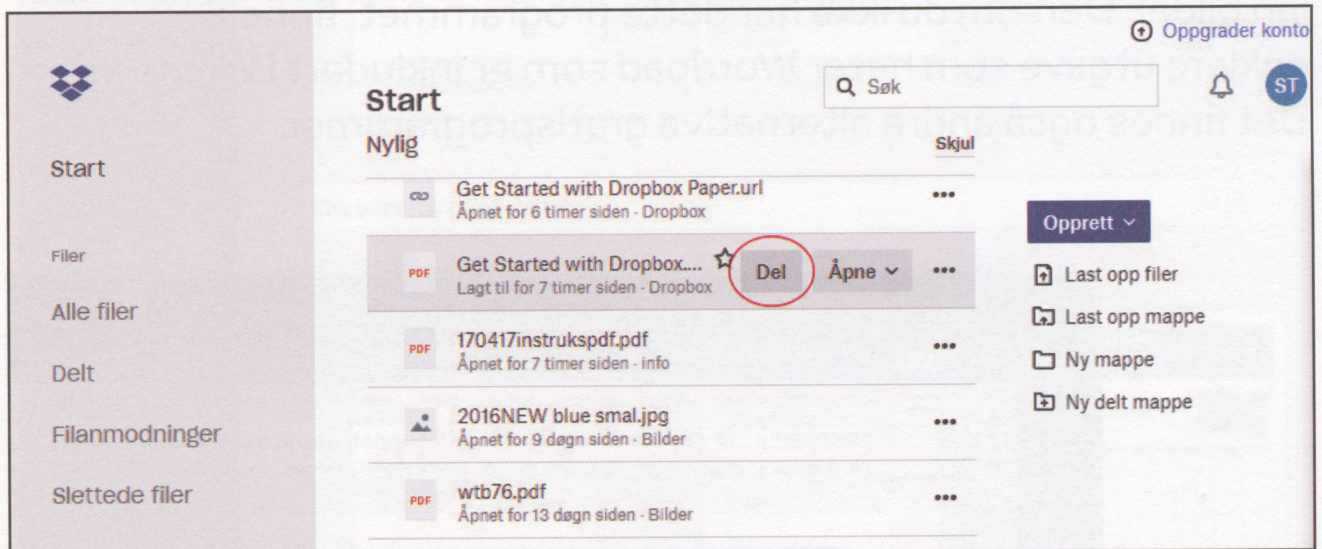 Oppgrader konto
Søk
ST
Start
Nylig
Skjul
Start
Filer
Alle filer
Delt
Filanmodninger
Slettede filer
Get Started with Dropbox Paper.url
Åpnet for 6 timer siden - Dropbox
PDF
Get Started with Dropbox....
Lagt til for 7 timer siden - Dropbox
Del
Åpne
PDF
170417instrukspdf.pdf
Åpnet for 7 timer siden - info
2016NEW blue smal.jpg
Åpnet for 9 døgn siden - Bilder
PDF
wtb76.pdf
Åpnet for 13 døgn siden - Bilder
Opprett
Last opp filer
Last opp mappe
Ny mappe
Ny delt mappe